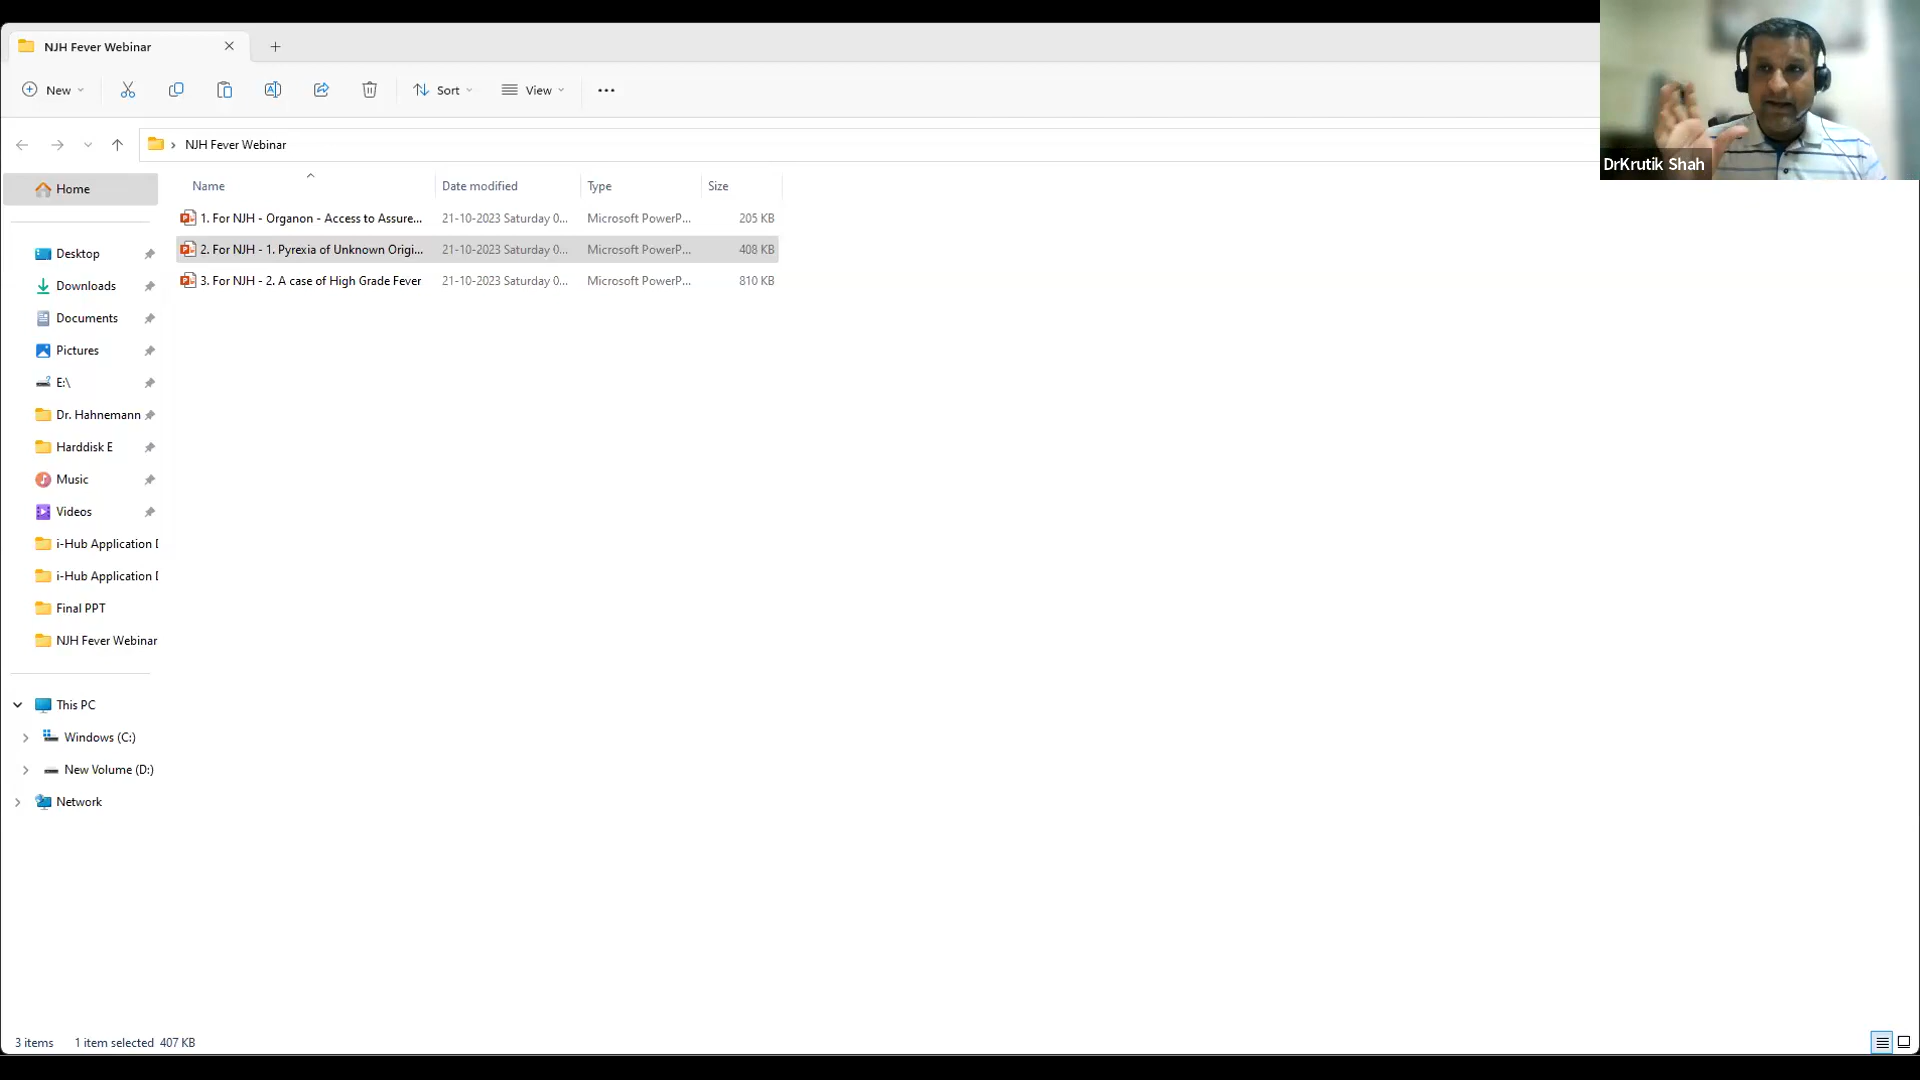 NJH Fever Webinar
New
Sort
View
NJH Fever Webinar
DrKrutik Shah
Home
Name
Date modified
Type
Size
1. For NJH - Organon - Access to Assure... 21-10-2023 Saturday 0... Microsoft PowerP... 205 KB
2. For NJH - 1. Pyrexia of Unknown Origi... 21-10-2023 Saturday 0... Microsoft PowerP... 408 KB
3. For NJH - 2. A case of High Grade Fever 21-10-2023 Saturday 0... Microsoft PowerP... 810 KB
Desktop
Downloads
Documents
Pictures
E:\
Dr. Hahnemann
Harddisk E
Music
Videos
i-Hub Application D
i-Hub Application D
Final PPT
NJH Fever Webinar
This PC
Windows (C:)
New Volume (D:)
Network
3 items 1 item selected 407 KB